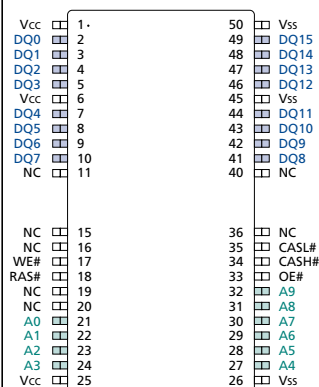 Vcc 1 50 Vss
DQ0 2 49 DQ15
DQ1 3 48 DQ14
DQ2 4 47 DQ13
DQ3 5 46 DQ12
Vcc 6 45 Vss
DQ4 7 44 DQ11
DQ5 8 43 DQ10
DQ6 9 42 DQ9
DQ7 10 41 DQ8
NC 11 40 NC
NC 15 36 NC
NC 16 35 CASL#
WE# 17 34 CASH#
RAS# 18 33 OE#
NC 19 32 A9
NC 20 31 A8
A0 21 30 A7
A1 22 29 A6
A2 23 28 A5
A3 24 27 A4
Vcc 25 26 Vss